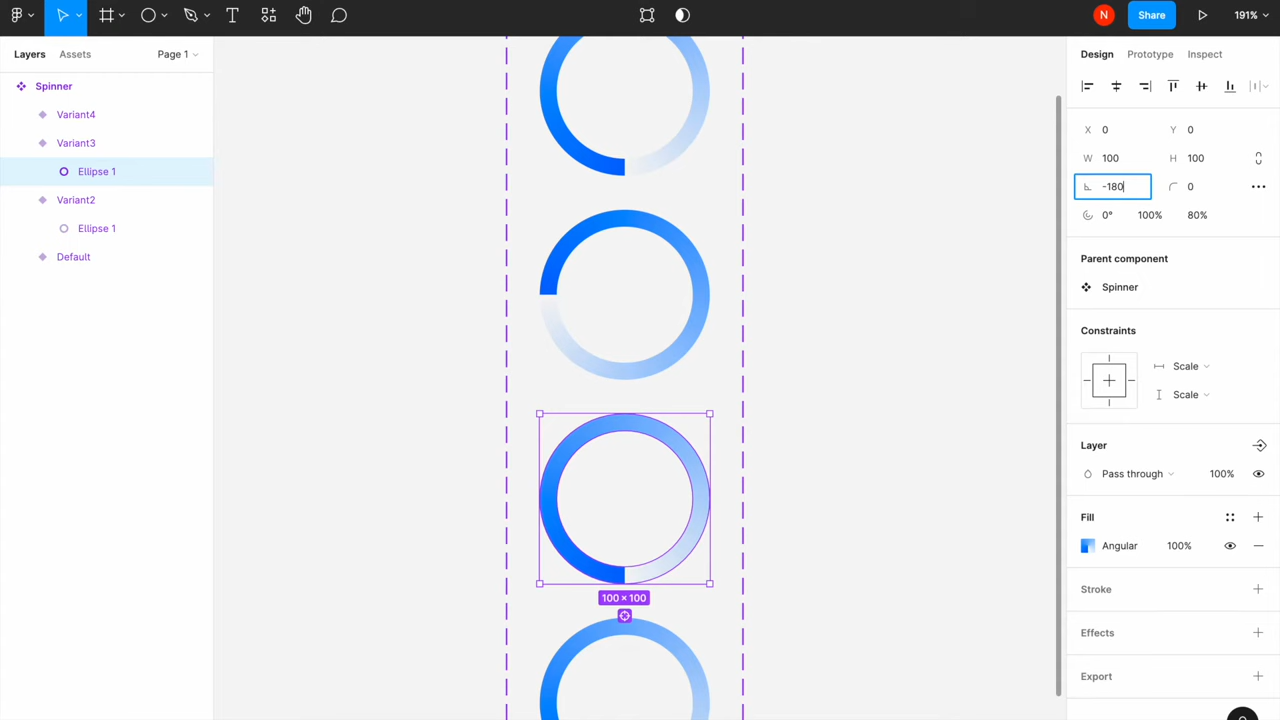 N
Share
191%
Layers
Assets
Page 1
Design
Prototype
Inspect
Spinner
Variant4
Variant3
Ellipse 1
Variant2
Ellipse 1
Default
X 0
Y 0
W 100
H 100
-180
0
0°
100%
80%
Parent component
Spinner
Constraints
Scale
Scale
Layer
Pass through
100%
Fill
Angular
100%
Stroke
Effects
Export
100 × 100